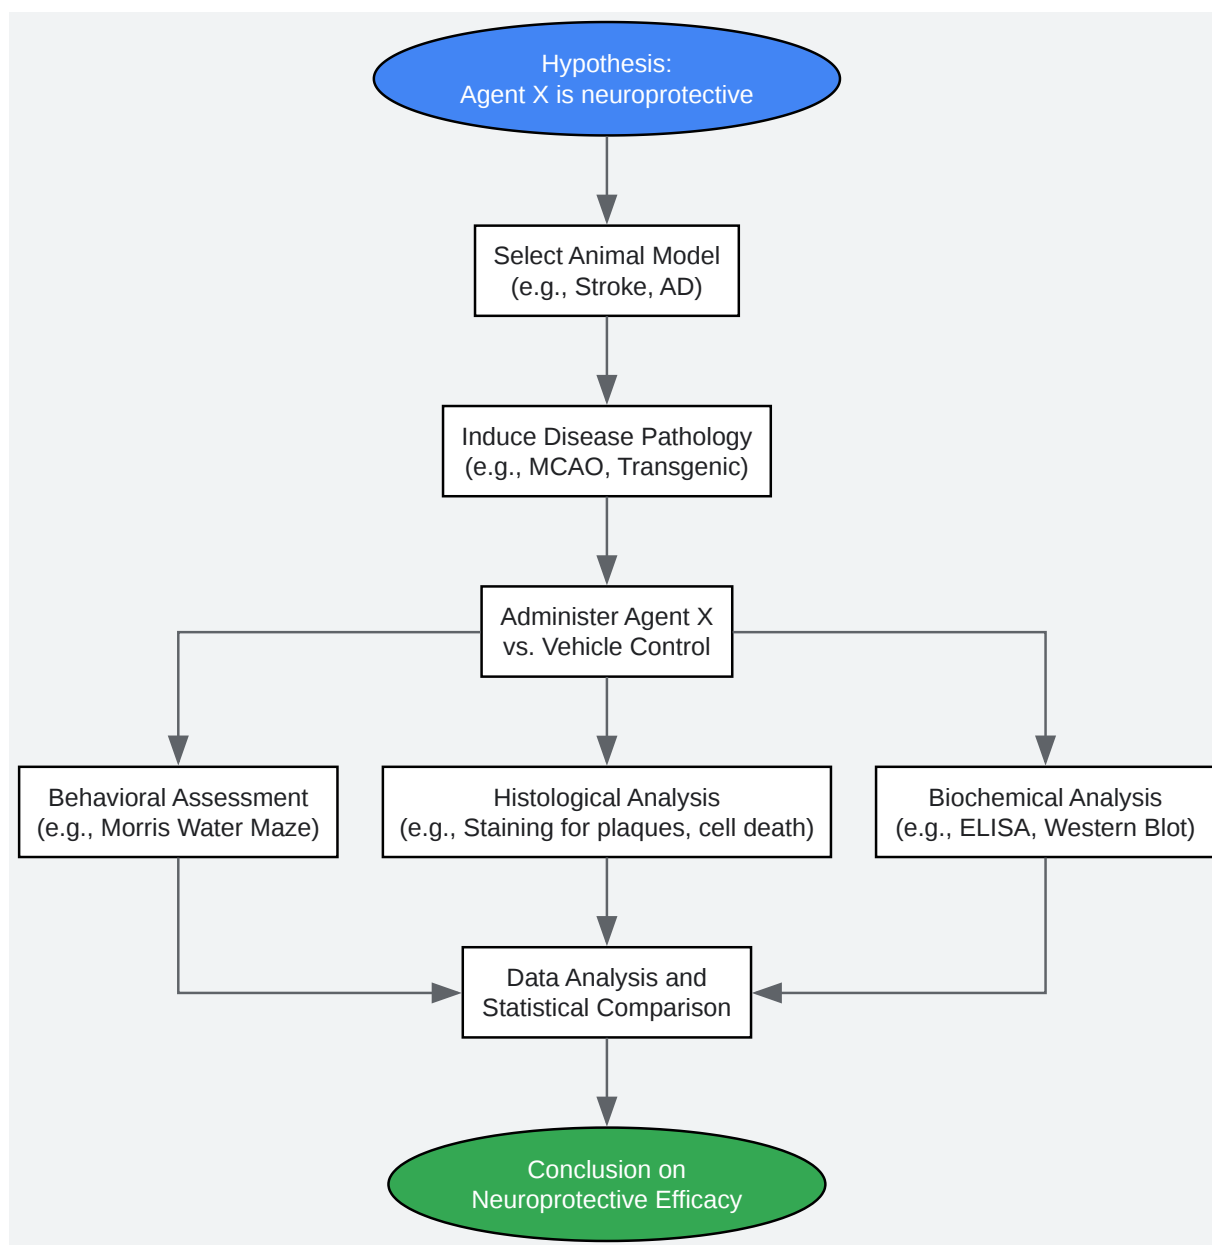 Hypothesis:
Agent X is neuroprotective
Select Animal Model
(e.g., Stroke, AD)
Induce Disease Pathology
(e.g., MCAO, Transgenic)
Administer Agent X
vs. Vehicle Control
Behavioral Assessment
(e.g., Morris Water Maze)
Histological Analysis
(e.g., Staining for plaques, cell death)
Biochemical Analysis
(e.g., ELISA, Western Blot)
Data Analysis and
Statistical Comparison
Conclusion on
Neuroprotective Efficacy